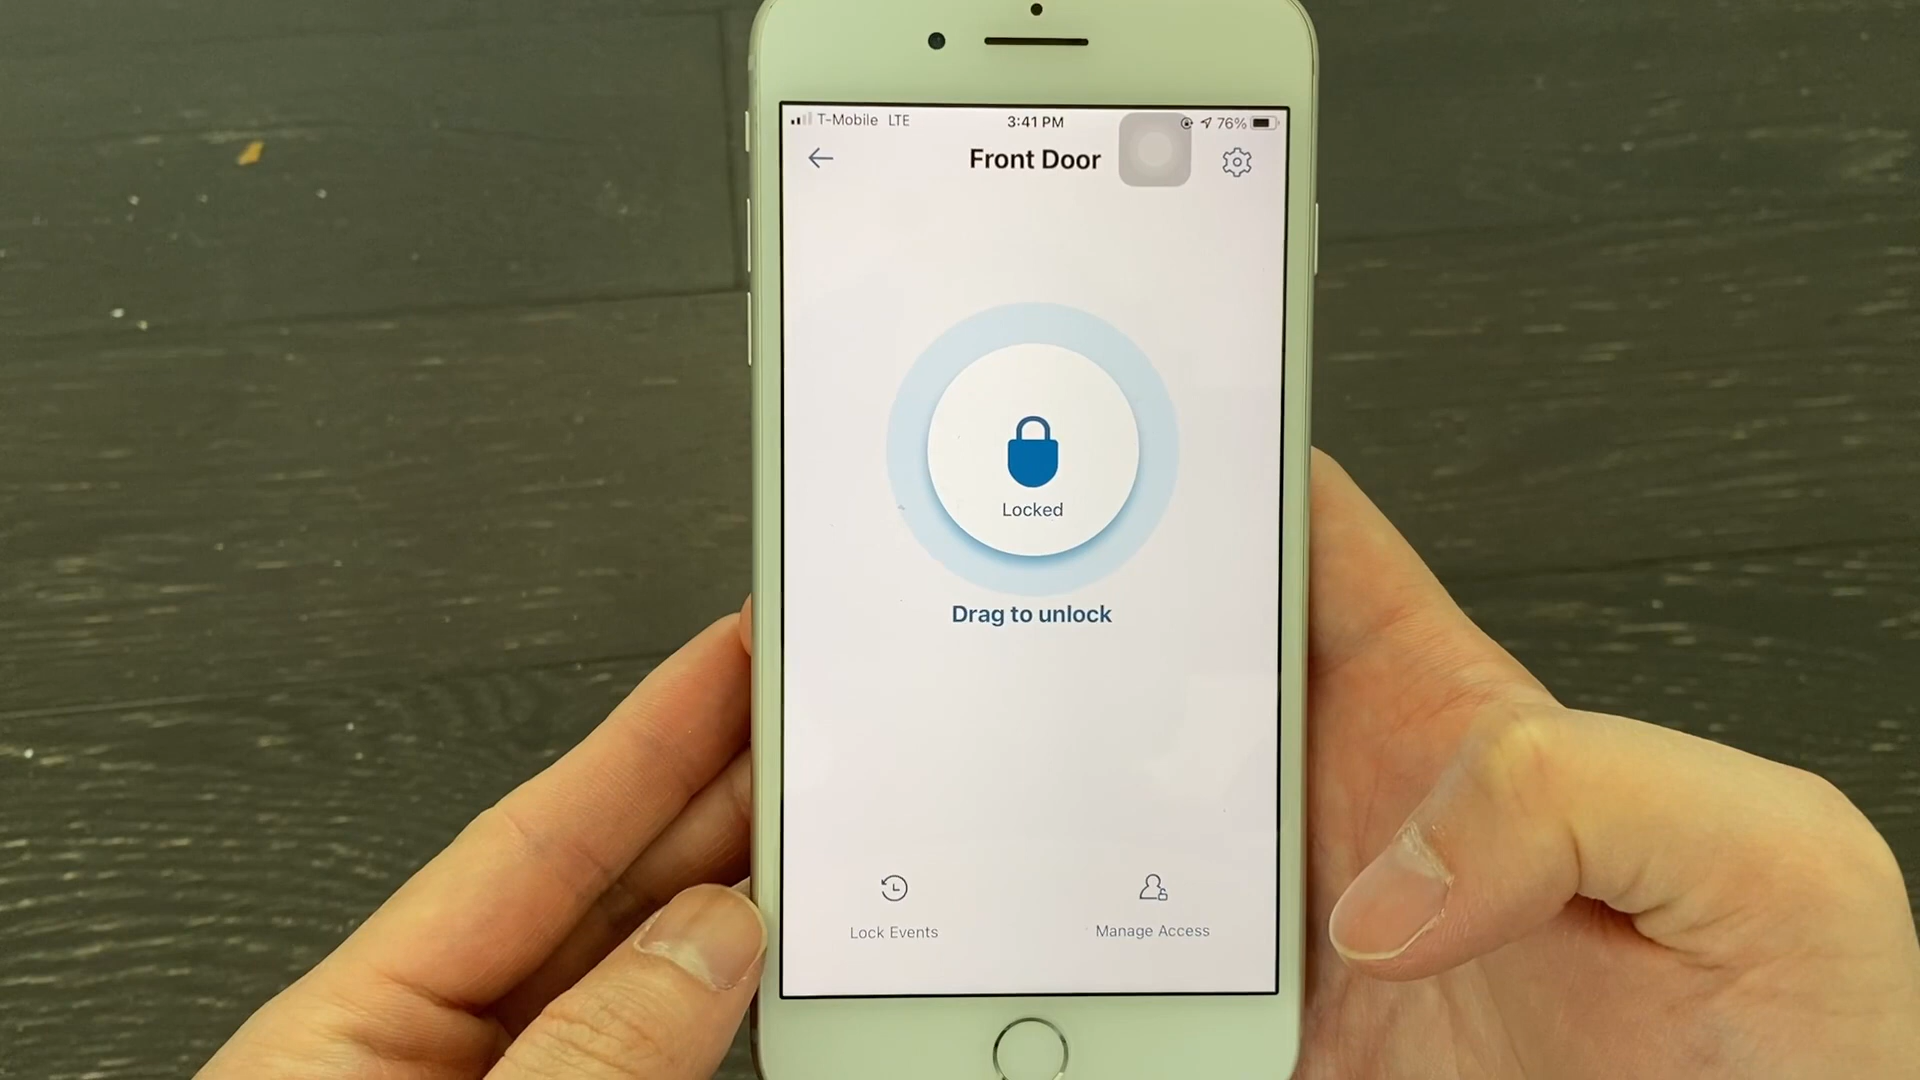 T-Mobile LTE 3:41 PM 76%
Front Door
Locked
Drag to unlock
Lock Events
Manage Access